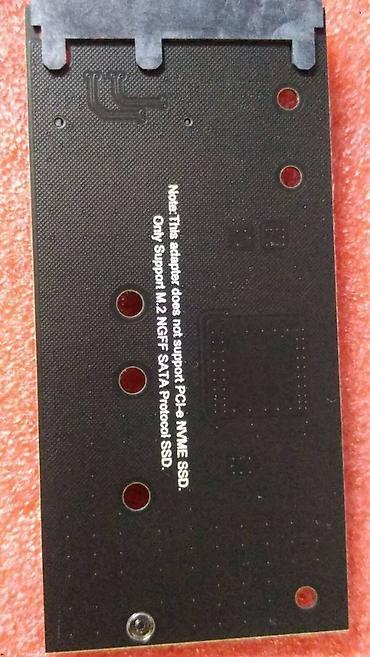 Note:This adapter does not support PCI-e NVME SSD.
Only Support M.2 NGFF SATA Protocol SSD.